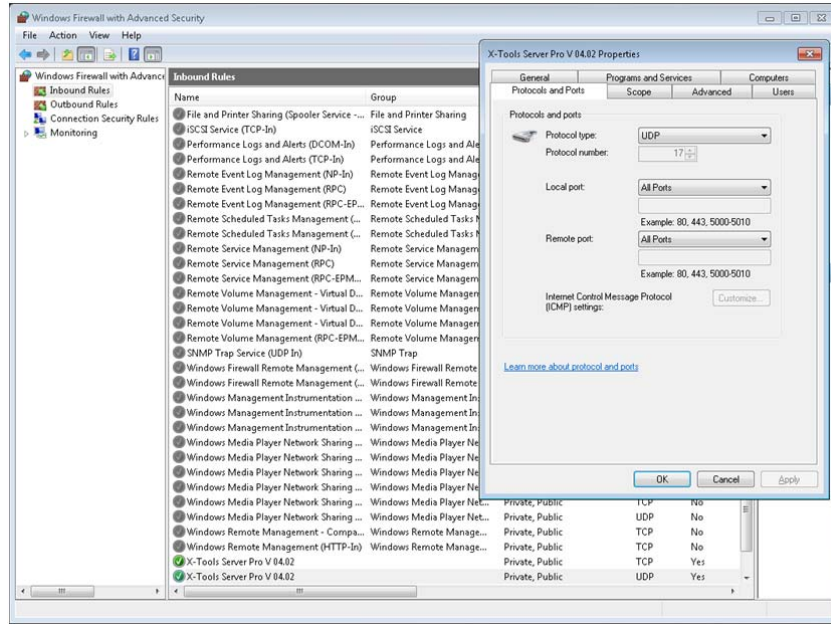 Windows Firewall with Advanced Security
File Action View Help
Windows Firewall with Advance
Inbound Rules
Outbound Rules
Connection Security Rules
Monitoring
Inbound Rules
Name Group
File and Printer Sharing (Spooler Service -... File and Printer Sharing
iSCSI Service (TCP-In) iSCSI Service
Performance Logs and Alerts (DCOM-In) Performance Logs and Ale
Performance Logs and Alerts (TCP-In) Performance Logs and Ale
Remote Event Log Management (NP-In) Remote Event Log Manag
Remote Event Log Management (RPC) Remote Event Log Manag
Remote Event Log Management (RPC-EP... Remote Event Log Manag
Remote Scheduled Tasks Management (... Remote Scheduled Tasks
Remote Scheduled Tasks Management (... Remote Scheduled Tasks
Remote Service Management (NP-In) Remote Service Managem
Remote Service Management (RPC) Remote Service Managem
Remote Service Management (RPC-EPM... Remote Service Managem
Remote Volume Management - Virtual D... Remote Volume Managen
Remote Volume Management - Virtual D... Remote Volume Managen
Remote Volume Management - Virtual D... Remote Volume Managen
Remote Volume Management (RPC-EPM... Remote Volume Managen
SNMP Trap Service (UDP In) SNMP Trap
Windows Firewall Remote Management (... Windows Firewall Remote
Windows Firewall Remote Management (... Windows Firewall Remote
Windows Management Instrumentation ... Windows Management In
Windows Management Instrumentation ... Windows Management In
Windows Management Instrumentation ... Windows Management In
Windows Media Player Network Sharing ... Windows Media Player Ne
Windows Media Player Network Sharing ... Windows Media Player Ne
Windows Media Player Network Sharing ... Windows Media Player Ne
Windows Media Player Network Sharing ... Windows Media Player Ne
Windows Media Player Network Sharing ... Windows Media Player Net... Private, Public TCP No
Windows Media Player Network Sharing ... Windows Media Player Net... Private, Public UDP No
Windows Remote Management - Compa... Windows Remote Manage... Private, Public TCP No
Windows Remote Management (HTTP-In) Windows Remote Manage... Private, Public TCP No
X-Tools Server Pro V 04.02 Private, Public TCP Yes
X-Tools Server Pro V 04.02 Private, Public UDP Yes
X-Tools Server Pro V 04.02 Properties
General Programs and Services Computers
Protocols and Ports Scope Advanced Users
Protocols and ports
Protocol type: UDP
Protocol number: 17
Local port: All Ports
Example: 80, 443, 5000-5010
Remote port: All Ports
Example: 80, 443, 5000-5010
Internet Control Message Protocol
(ICMP) settings: Customize...
Learn more about protocol and ports
OK Cancel Apply